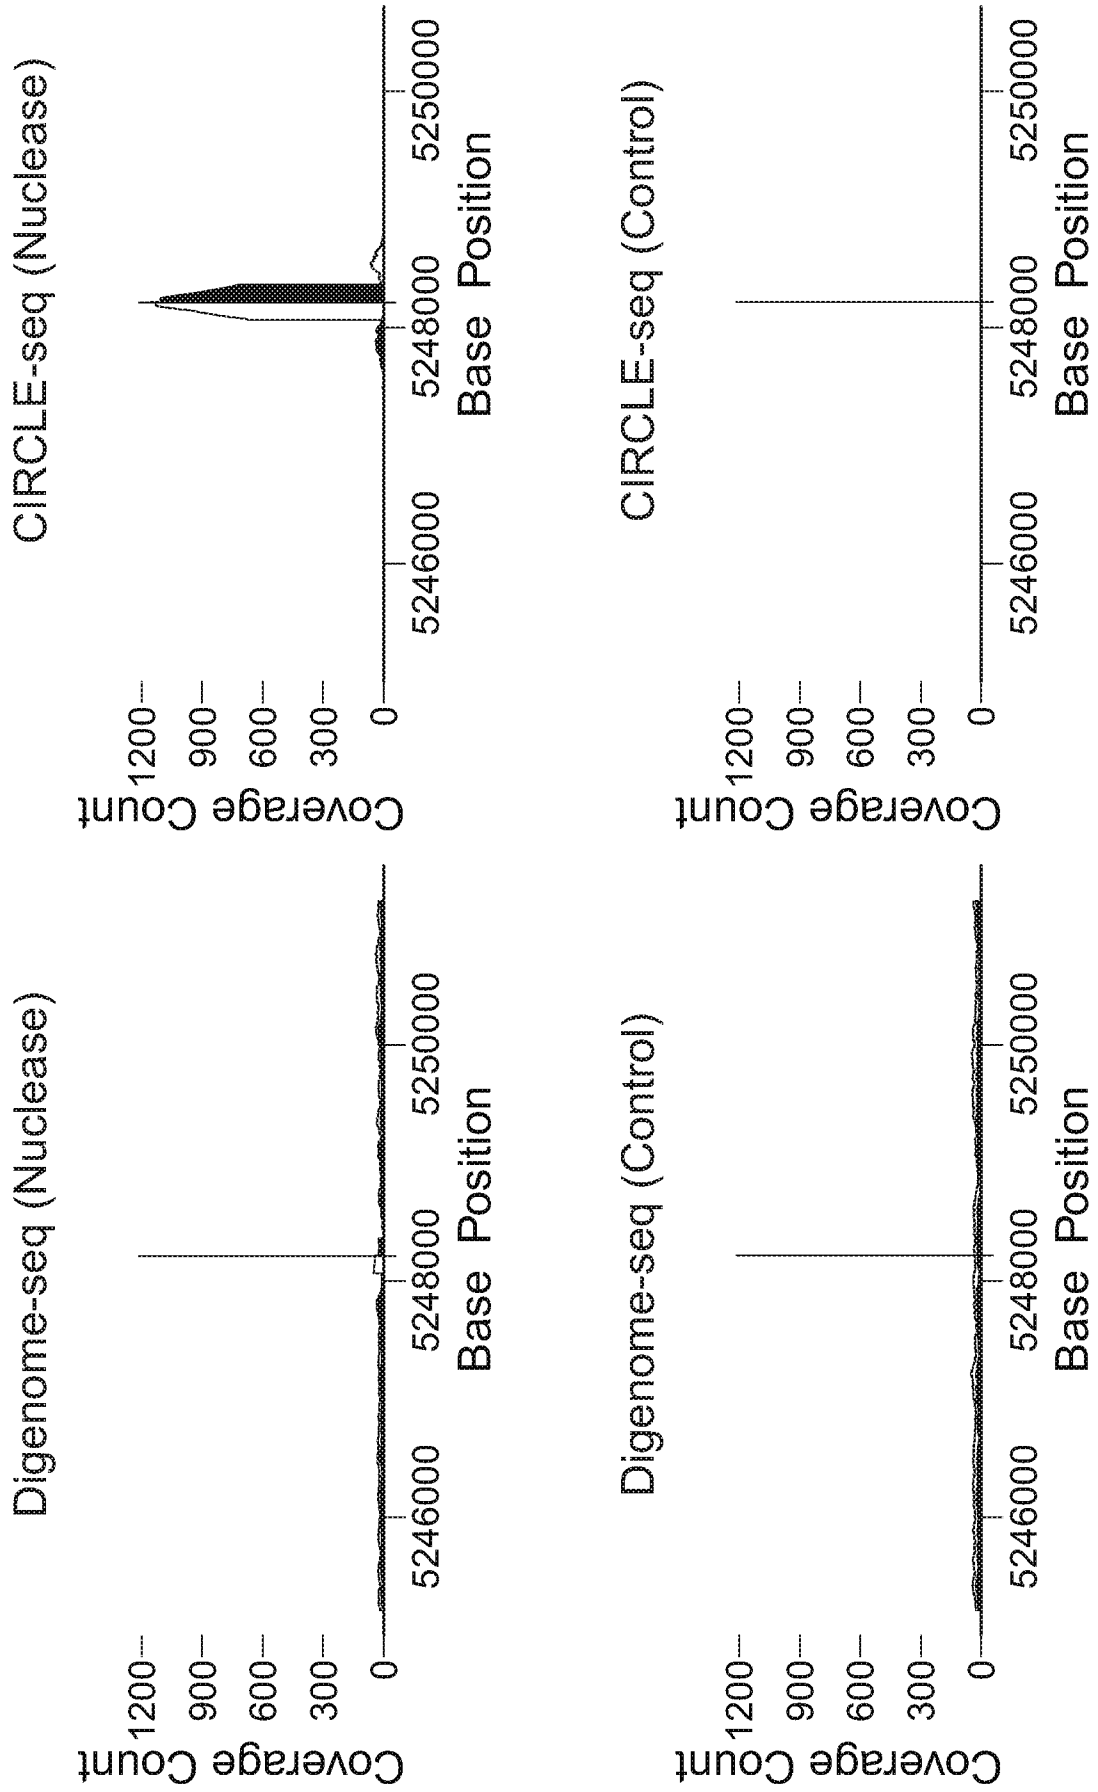 Digenome-seq (Nuclease)
Coverage Count
1200
900
600
300
0
5246000
5248000
5250000
Base Position
CIRCLE-seq (Nuclease)
Coverage Count
1200
900
600
300
0
5246000
5248000
5250000
Base Position
Digenome-seq (Control)
Coverage Count
1200
900
600
300
0
5246000
5248000
5250000
Base Position
CIRCLE-seq (Control)
Coverage Count
1200
900
600
300
0
5246000
5248000
5250000
Base Position